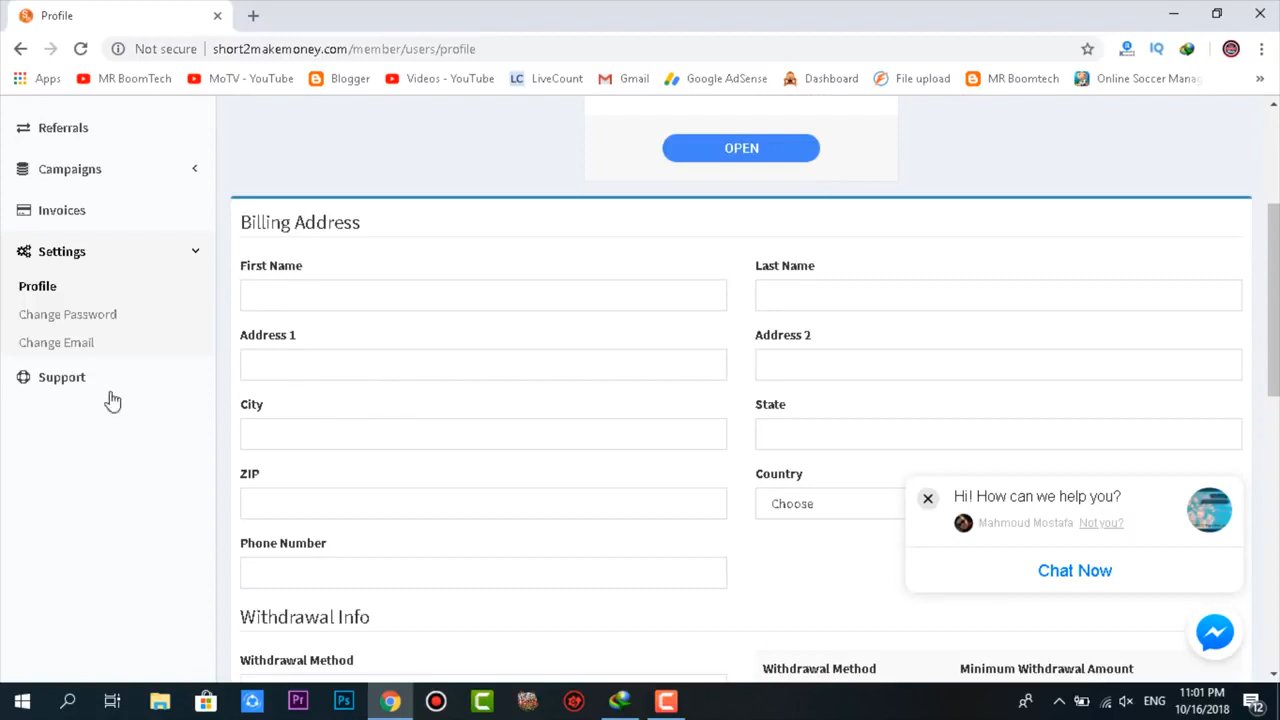 Profile
Not secure short2makemoney.com/member/users/profile
Apps MR BoomTech MoTV - YouTube Blogger Videos - YouTube LiveCount Gmail Google AdSense Dashboard File upload MR Boomtech Online Soccer Manag »
Referrals
Campaigns
Invoices
Settings
Profile
Change Password
Change Email
Support
OPEN
Billing Address
First Name Last Name
Address 1 Address 2
City State
ZIP Country
Choose
Phone Number
Withdrawal Info
Withdrawal Method
Withdrawal Method Minimum Withdrawal Amount
Hi! How can we help you?
Mahmoud Mostafa Not you?
Chat Now
ENG
11:01 PM
10/16/2018
12